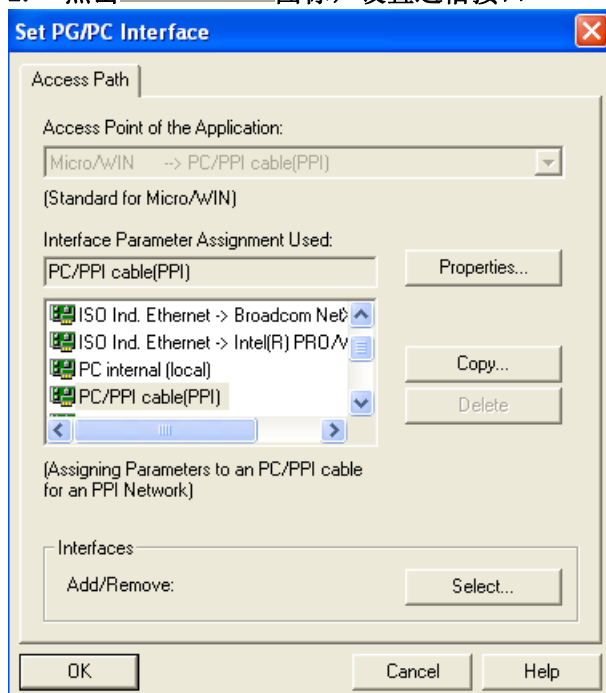 Set PG/PC Interface
Access Path
Access Point of the Application:
Micro/WIN --> PC/PPI cable(PPI)
(Standard for Micro/WIN)
Interface Parameter Assignment Used:
PC/PPI cable(PPI)
Properties...
ISO Ind. Ethernet -> Broadcom Net
ISO Ind. Ethernet -> Intel(R) PRO/
PC internal (local)
Copy...
PC/PPI cable(PPI)
Delete
(Assigning Parameters to an PC/PPI cable
for an PPI Network)
Interfaces
Add/Remove:
Select...
OK
Cancel
Help